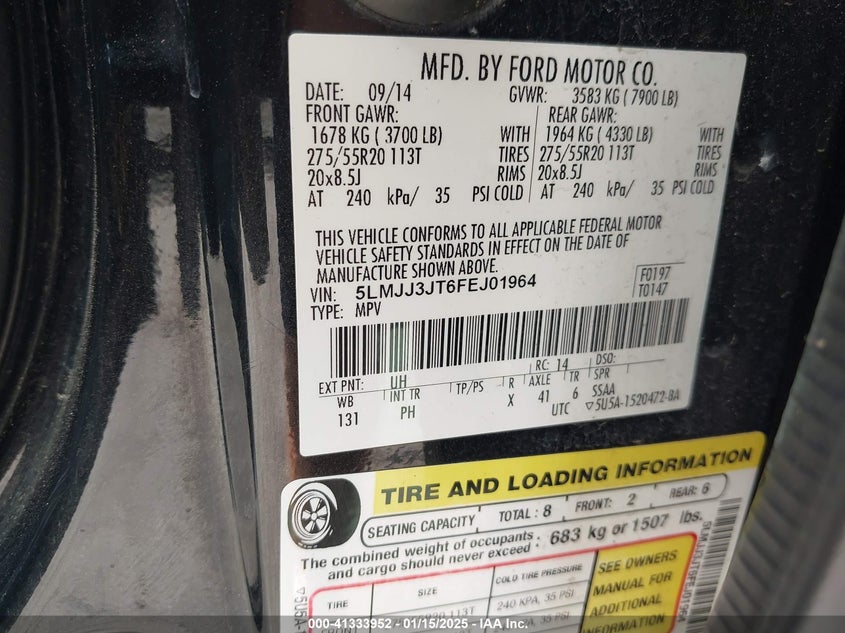 MFD. BY FORD MOTOR CO.
DATE: 09/14 GVWR: 3583 KG ( 7900 LB)
FRONT GAWR: REAR GAWR:
1678 KG ( 3700 LB) WITH 1964 KG ( 4330 LB) WITH
275/55R20 113T TIRES 275/55R20 113T TIRES
20x8.5J RIMS 20x8.5J RIMS
AT 240 kPa/ 35 PSI COLD AT 240 kPa/ 35 PSI COLD
THIS VEHICLE CONFORMS TO ALL APPLICABLE FEDERAL MOTOR
VEHICLE SAFETY STANDARDS IN EFFECT ON THE DATE OF
MANUFACTURE SHOWN ABOVE.
VIN: 5LMJJ3JT6FEJ01964
TYPE: MPV
F0197
T0147
EXT PNT: UH RC: 14 DSO:
WB INT TR TP/PS R AXLE TR SPR
131 PH X 41 6 SSAA
UTC ▽5U5A-1520472-BA
TIRE AND LOADING INFORMATION
SEATING CAPACITY TOTAL: 8 FRONT: 2 REAR: 6
The combined weight of occupants
and cargo should never exceed : 683 kg or 1507 lbs.
TIRE SIZE COLD TIRE PRESSURE
113T 240 KPA, 35 PSI
SEE OWNERS
MANUAL FOR
ADDITIONAL
INFORMATION
5LMJJ3JT6FEJ01964
▽5U5A-
000-41333952 - 01/15/2025 - IAAI.COM